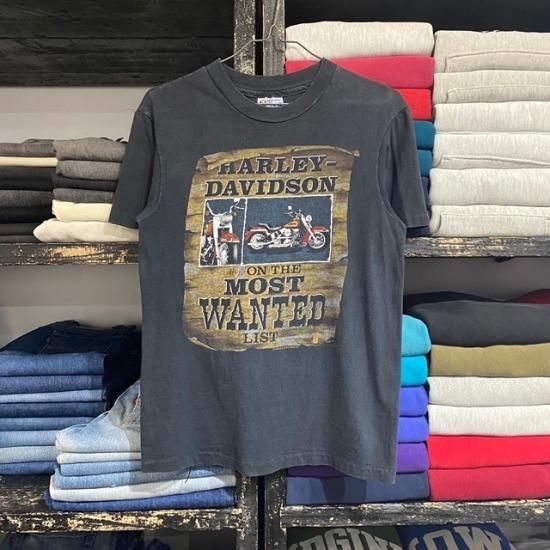 HARLEY-
DAVIDSON
ON THE
MOST
WANTED
LIST